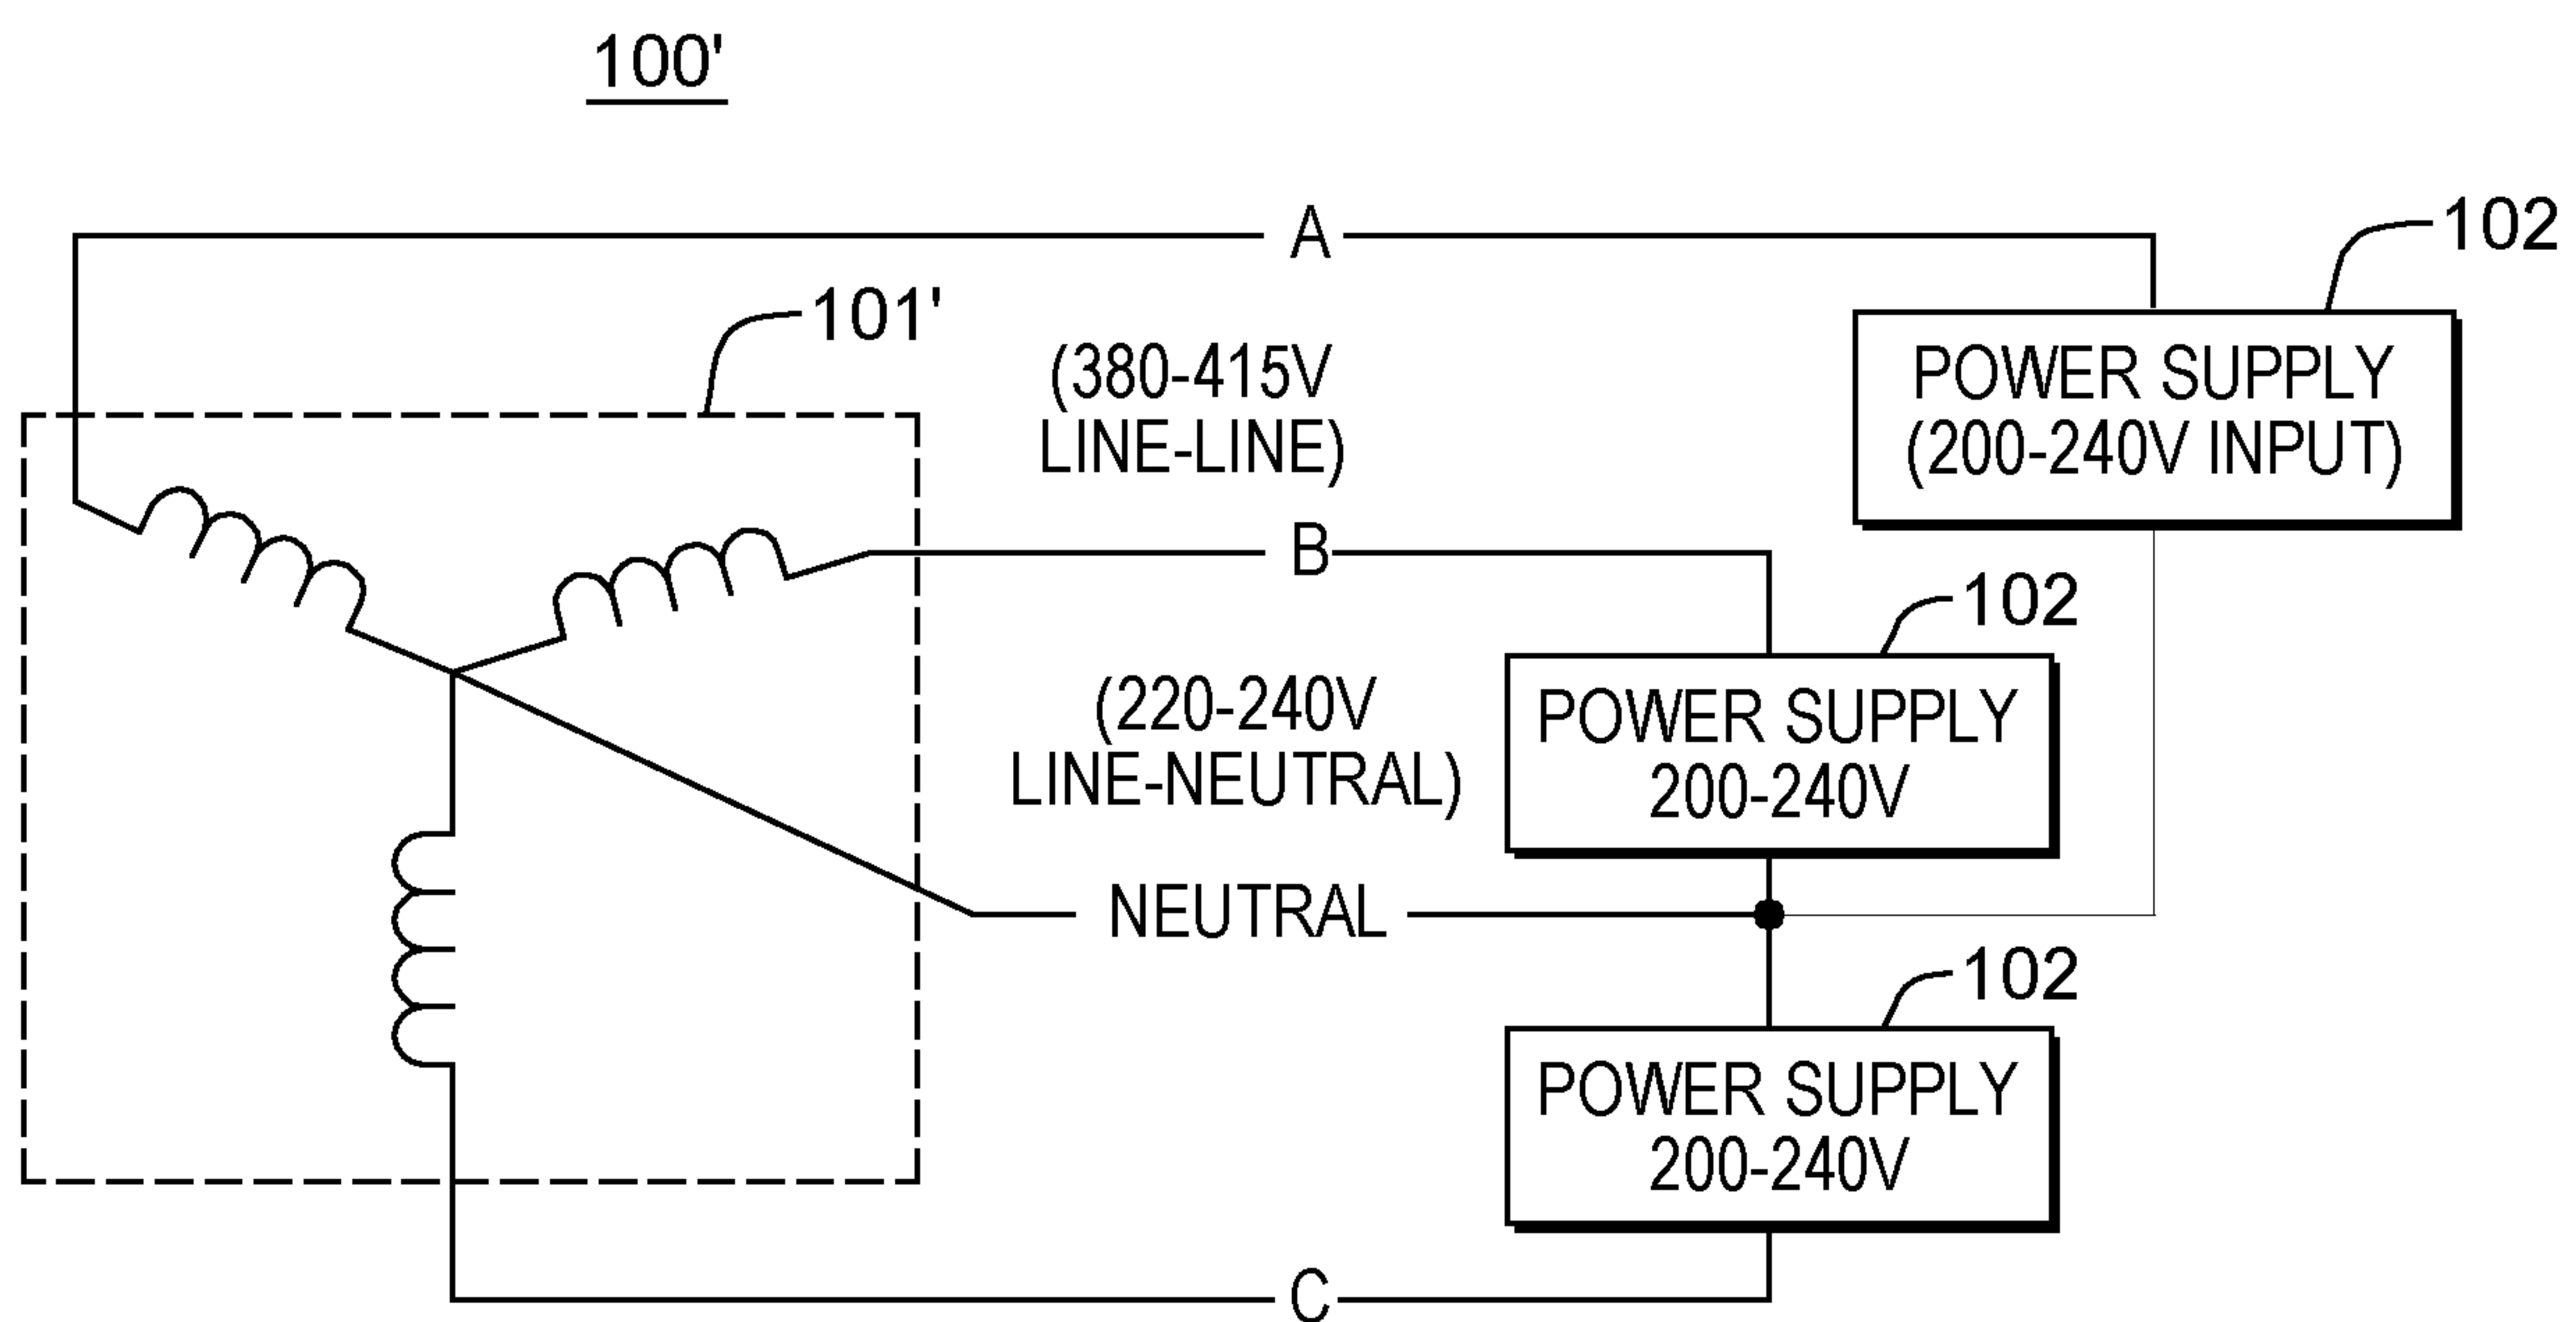 100'
A
102
101'
(380-415V
LINE-LINE)
POWER SUPPLY
(200-240V INPUT)
B
102
(220-240V
LINE-NEUTRAL)
POWER SUPPLY
200-240V
NEUTRAL
102
POWER SUPPLY
200-240V
C